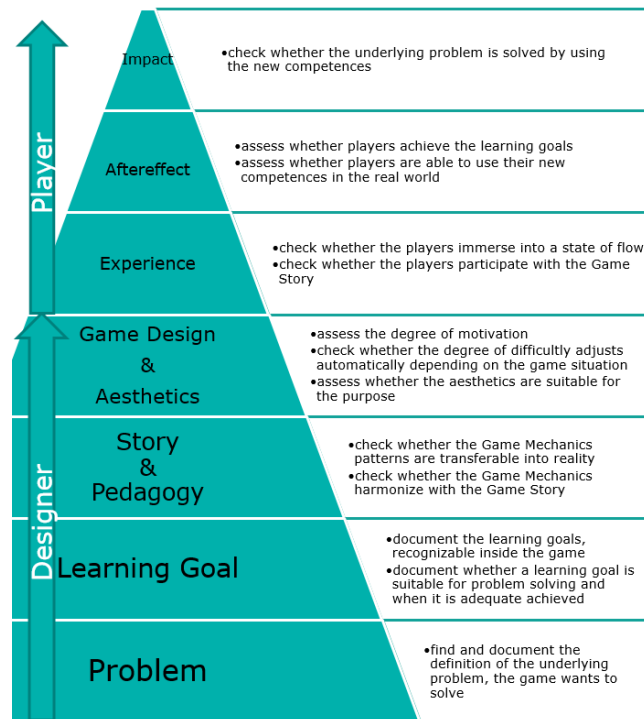 Impact
•check whether the underlying problem is solved by using
the new competences
Aftereffect
•assess whether players achieve the learning goals
•assess whether players are able to use their new
competences in the real world
Player
Experience
•check whether the players immerse into a state of flow
•check whether the players participate with the Game
Story
Game Design
&
Aesthetics
•assess the degree of motivation
•check whether the degree of difficultly adjusts
automatically depending on the game situation
•assess whether the aesthetics are suitable for
the purpose
Story
&
Pedagogy
•check whether the Game Mechanics
patterns are transferable into reality
•check whether the Game Mechanics
harmonize with the Game Story
Designer
Learning Goal
•document the learning goals,
recognizable inside the game
•document whether a learning goal is
suitable for problem solving and
when it is adequate achieved
Problem
•find and document the
definition of the underlying
problem, the game wants to
solve